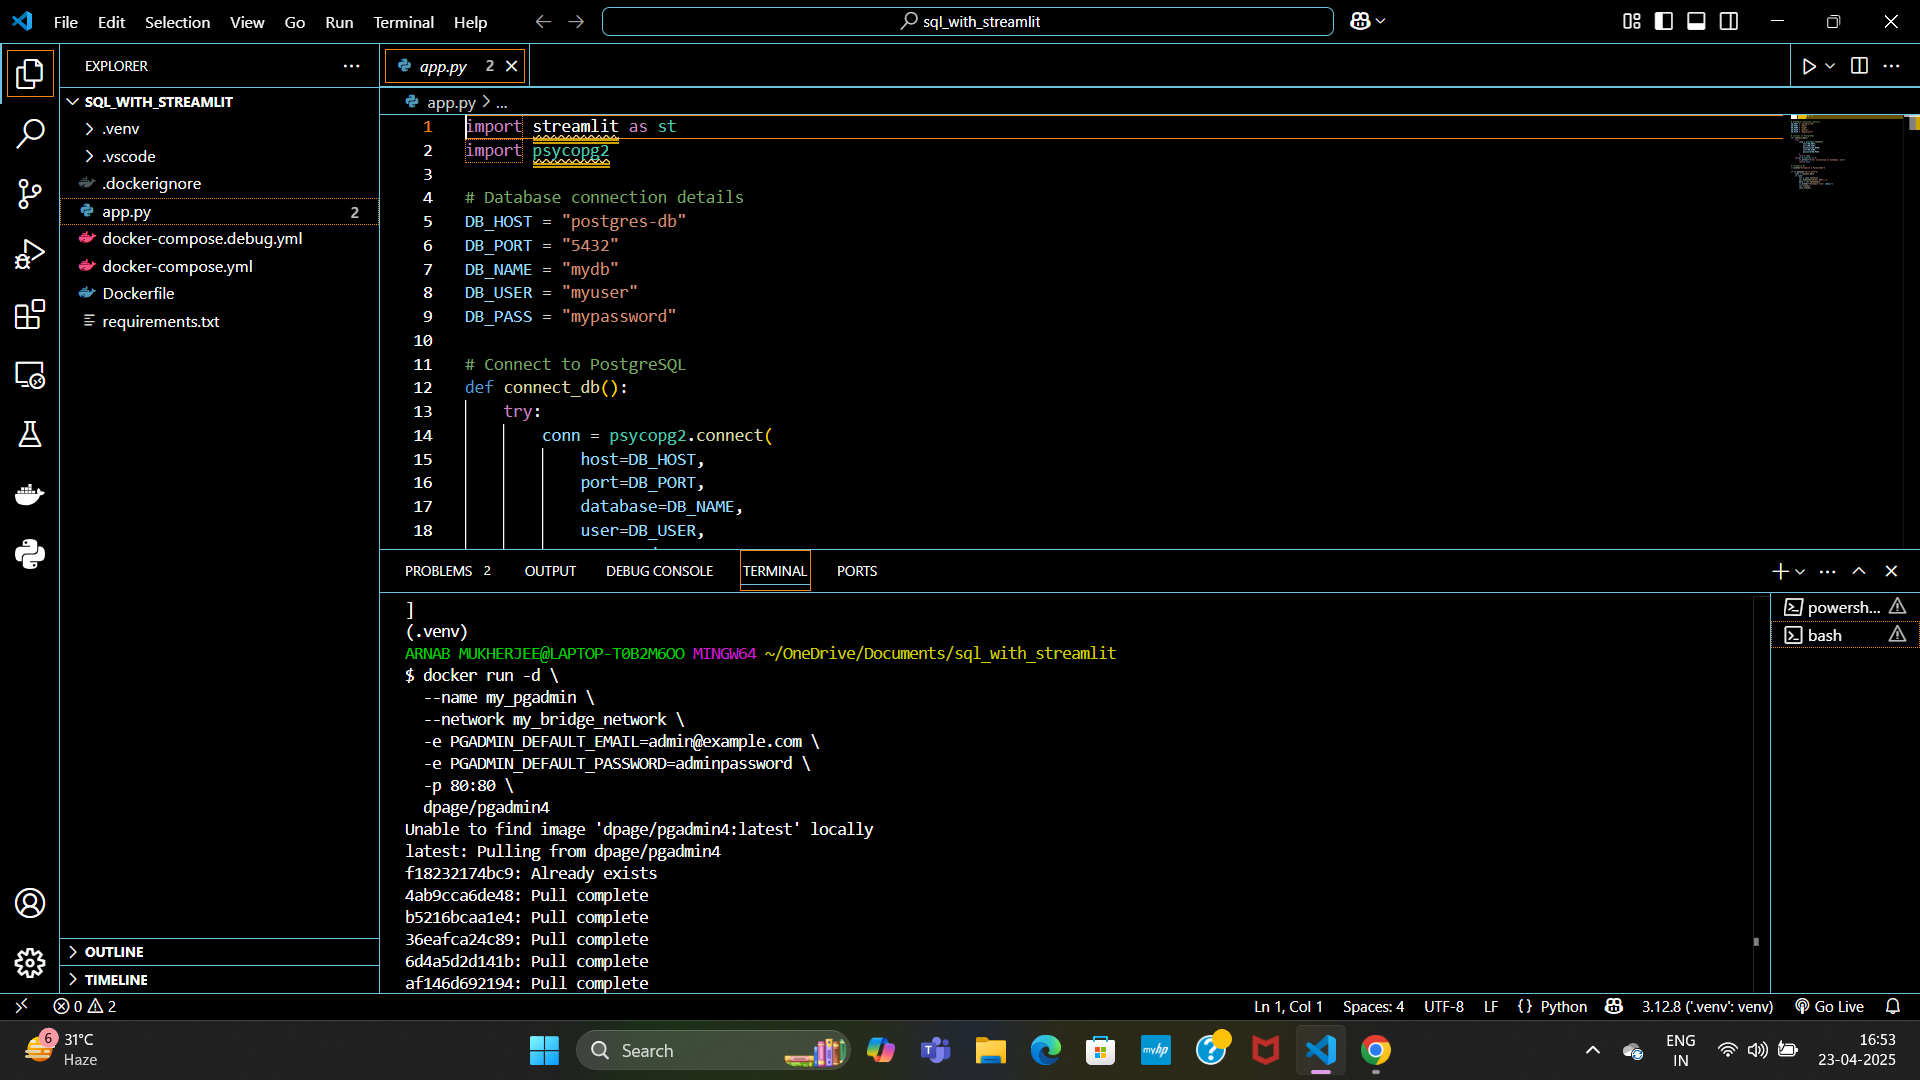 File Edit Selection View Go Run Terminal Help
sql_with_streamlit
EXPLORER
SQL_WITH_STREAMLIT
.venv
.vscode
.dockerignore
app.py 2
docker-compose.debug.yml
docker-compose.yml
Dockerfile
requirements.txt
OUTLINE
TIMELINE
app.py 2
app.py > ...
1 import streamlit as st
2 import psycopg2
3
4 # Database connection details
5 DB_HOST = "postgres-db"
6 DB_PORT = "5432"
7 DB_NAME = "mydb"
8 DB_USER = "myuser"
9 DB_PASS = "mypassword"
10
11 # Connect to PostgreSQL
12 def connect_db():
13 try:
14 conn = psycopg2.connect(
15 host=DB_HOST,
16 port=DB_PORT,
17 database=DB_NAME,
18 user=DB_USER,
PROBLEMS 2 OUTPUT DEBUG CONSOLE TERMINAL PORTS
]
(.venv)
ARNAB MUKHERJEE@LAPTOP-T0B2M6OO MINGW64 ~/OneDrive/Documents/sql_with_streamlit
$ docker run -d \
--name my_pgadmin \
--network my_bridge_network \
-e PGADMIN_DEFAULT_EMAIL=admin@example.com \
-e PGADMIN_DEFAULT_PASSWORD=adminpassword \
-p 80:80 \
dpage/pgadmin4
Unable to find image 'dpage/pgadmin4:latest' locally
latest: Pulling from dpage/pgadmin4
f18232174bc9: Already exists
4ab9cca6de48: Pull complete
b5216bcaa1e4: Pull complete
36eafca24c89: Pull complete
6d4a5d2d141b: Pull complete
af146d692194: Pull complete
powersh...
bash
0 2
Ln 1, Col 1 Spaces: 4 UTF-8 LF {} Python 3.12.8 ('.venv': venv) Go Live
6
31°C
Haze
Search
myhp
ENG
IN
16:53
23-04-2025